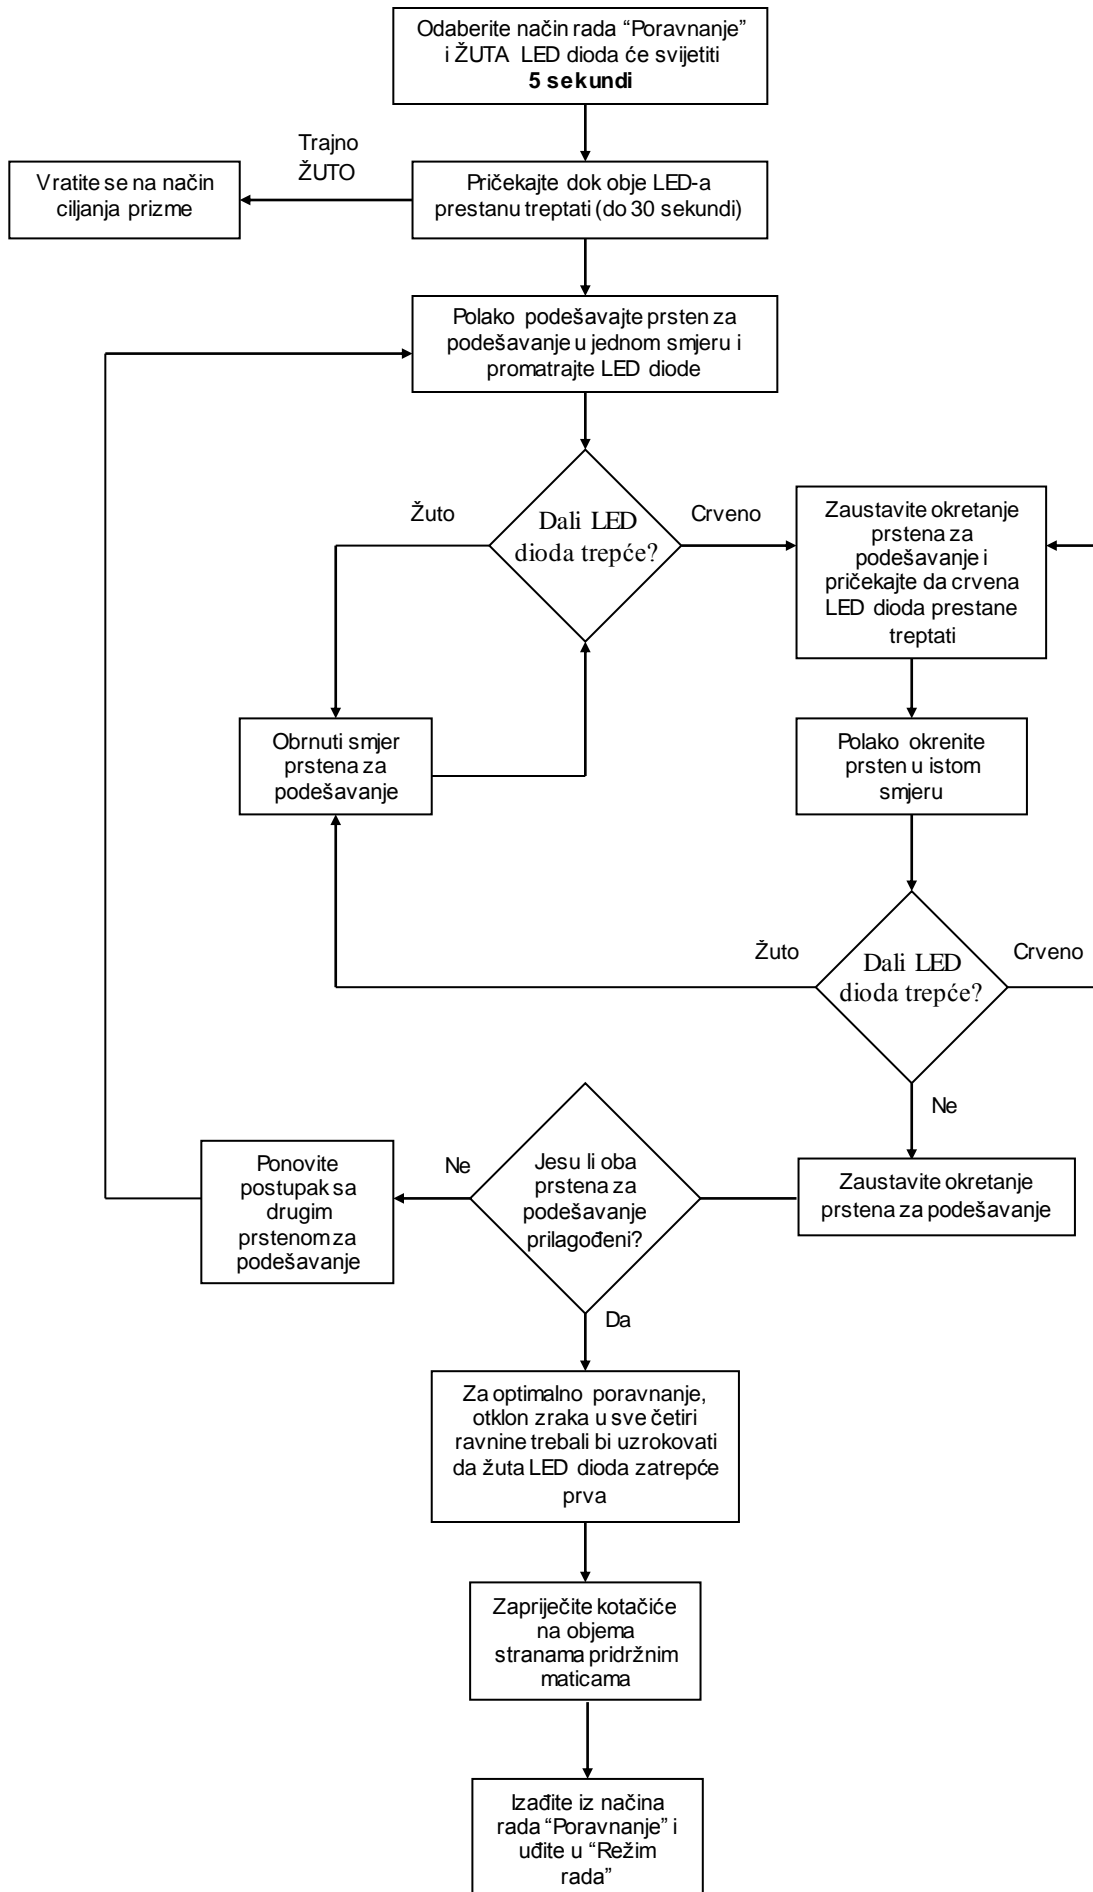 Odaberite način rada “Poravnanje”
i ŽUTA LED dioda će svijetiti
5 sekundi
Trajno
ŽUTO
Vratite se na način
ciljanja prizme
Pričekajte dok obje LED-a
prestanu treptati (do 30 sekundi)
Polako podešavajte prsten za
podešavanje u jednom smjeru i
promatrajte LED diode
Žuto
Dali LED
dioda trepće?
Crveno
Zaustavite okretanje
prstena za
podešavanje i
pričekajte da crvena
LED dioda prestane
treptati
Obrnuti smjer
prstena za
podešavanje
Polako okrenite
prsten u istom
smjeru
Žuto
Dali LED
dioda trepće?
Crveno
Ne
Ponovite
postupak sa
drugim
prstenom za
podešavanje
Ne
Jesu li oba
prstena za
podešavanje
prilagođeni?
Zaustavite okretanje
prstena za podešavanje
Da
Za optimalno poravnanje,
otklon zraka u sve četiri
ravnine trebali bi uzrokovati
da žuta LED dioda zatrepće
prva
Zapriječite kotačiće
na objema
stranama pridržnim
maticama
Izađite iz načina
rada “Poravnanje” i
uđite u “Režim
rada”